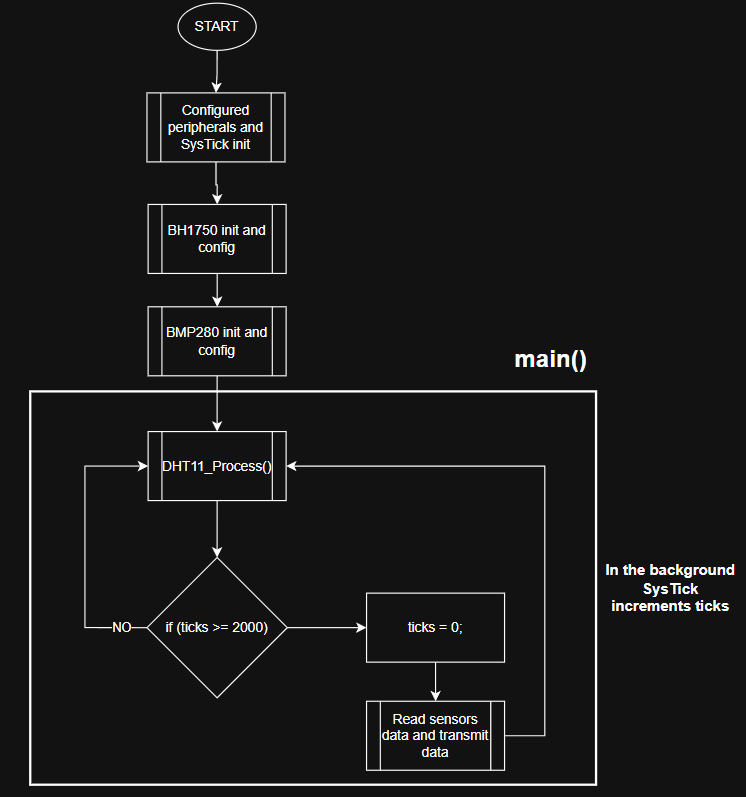 START
Configured
peripherals and
SysTick init
BH1750 init and
config
BMP280 init and
config
main()
DHT11_Process()
In the background
SysTick
increments ticks
NO
if (ticks >= 2000)
ticks = 0;
Read sensors
data and transmit
data